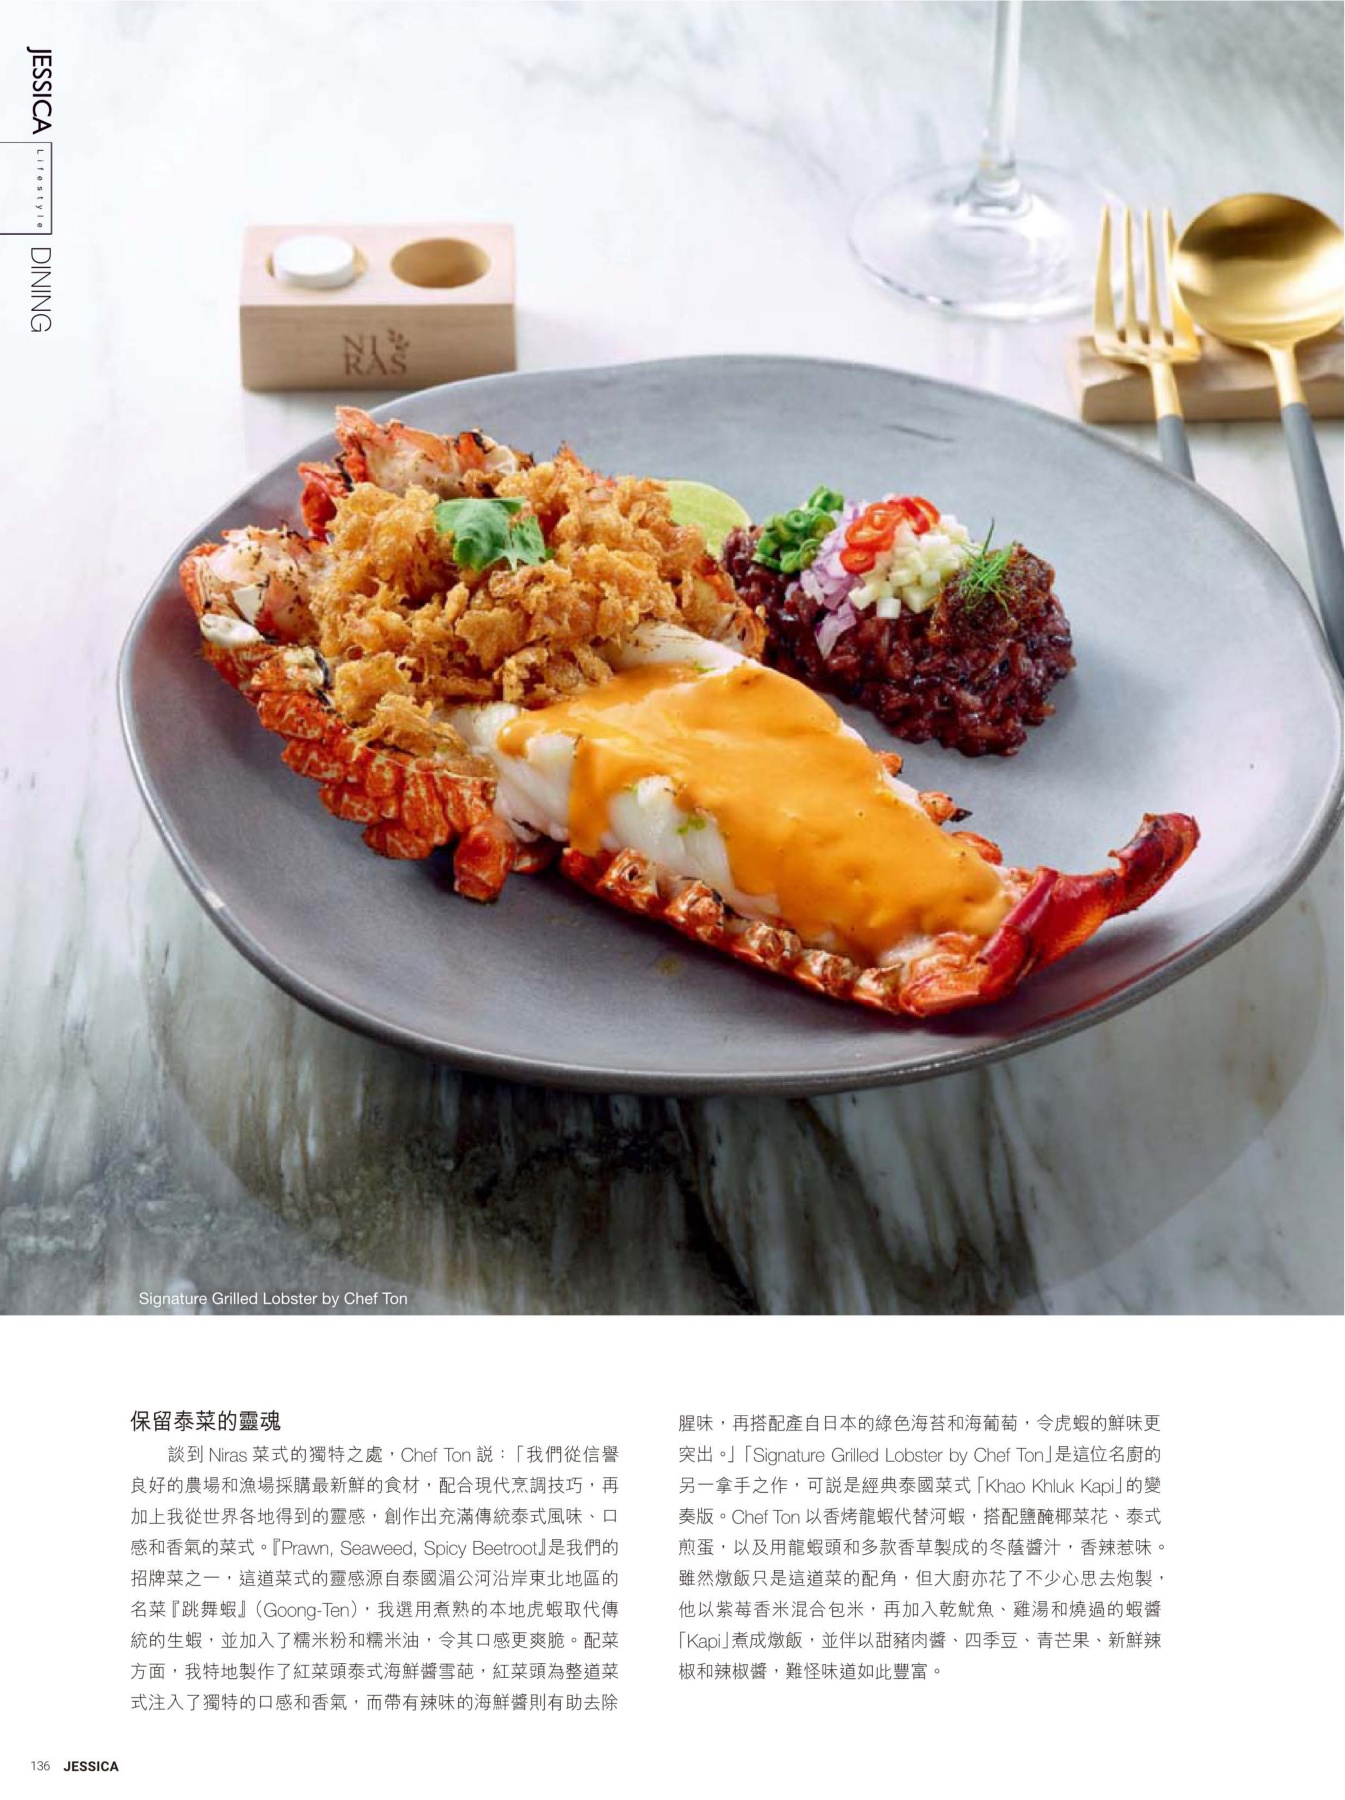 JESSICA
Lifestyle
DINING
NI
RAS
Signature Grilled Lobster by Chef Ton
保留泰菜的靈魂
談到 Niras 菜式的獨特之處，Chef Ton 説：「我們從信譽
良好的農場和漁場採購最新鮮的食材，配合現代烹調技巧，再
加上我從世界各地得到的靈感，創作出充滿傳統泰式風味、口
感和香氣的菜式。『Prawn, Seaweed, Spicy Beetroot』是我們的
招牌菜之一，這道菜式的靈感源自泰國湄公河沿岸東北地區的
名菜『跳舞蝦』（Goong-Ten），我選用煮熟的本地虎蝦取代傳
統的生蝦，並加入了糯米粉和糯米油，令其口感更爽脆。配菜
方面，我特地製作了紅菜頭泰式海鮮醬雪葩，紅菜頭為整道菜
式注入了獨特的口感和香氣，而帶有辣味的海鮮醬則有助去除
腥味，再搭配產自日本的綠色海苔和海葡萄，令虎蝦的鮮味更
突出。」「Signature Grilled Lobster by Chef Ton」是這位名廚的
另一拿手之作，可説是經典泰國菜式「Khao Khluk Kapi」的變
奏版。Chef Ton 以香烤龍蝦代替河蝦，搭配鹽醃椰菜花、泰式
煎蛋，以及用龍蝦頭和多款香草製成的冬蔭醬汁，香辣惹味。
雖然燉飯只是這道菜的配角，但大廚亦花了不少心思去炮製，
他以紫莓香米混合包米，再加入乾魷魚、雞湯和燒過的蝦醬
「Kapi」煮成燉飯，並伴以甜豬肉醬、四季豆、青芒果、新鮮辣
椒和辣椒醬，難怪味道如此豐富。
136 JESSICA